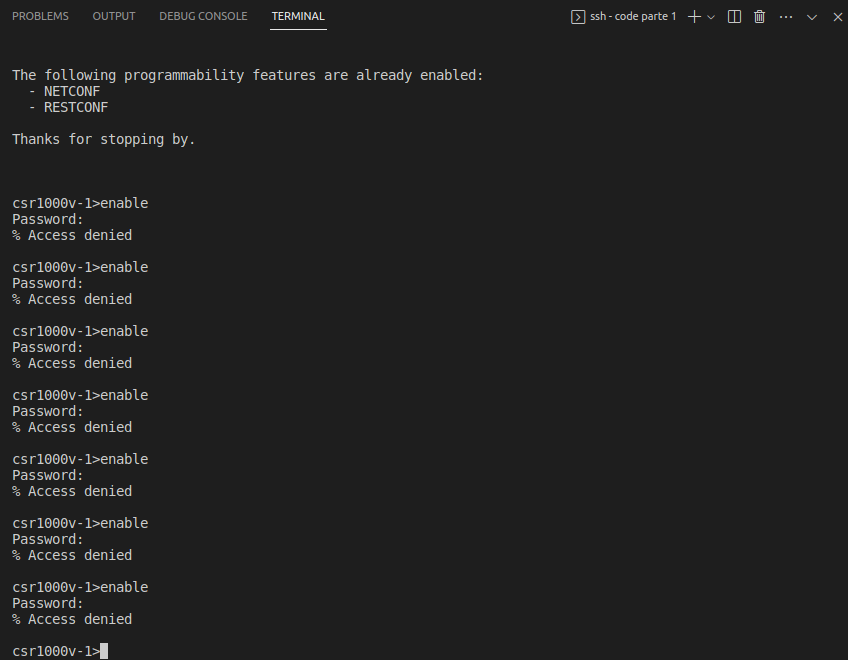 PROBLEMS OUTPUT DEBUG CONSOLE TERMINAL ssh - code parte 1
The following programmability features are already enabled:
  - NETCONF
  - RESTCONF
Thanks for stopping by.
csr1000v-1>enable
Password:
% Access denied
csr1000v-1>enable
Password:
% Access denied
csr1000v-1>enable
Password:
% Access denied
csr1000v-1>enable
Password:
% Access denied
csr1000v-1>enable
Password:
% Access denied
csr1000v-1>enable
Password:
% Access denied
csr1000v-1>enable
Password:
% Access denied
csr1000v-1>